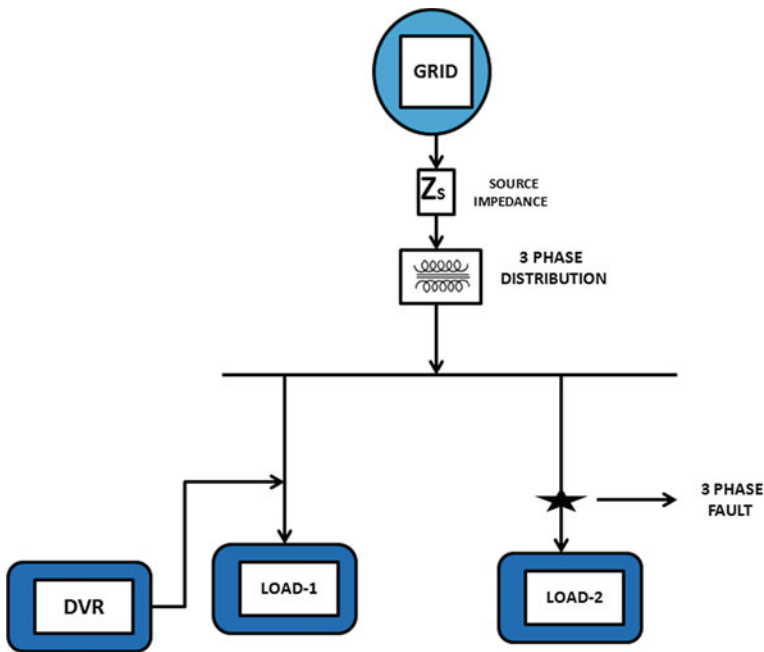 GRID
Zs
SOURCE
IMPEDANCE
3 PHASE
DISTRIBUTION
3 PHASE
FAULT
LOAD-1
LOAD-2
DVR